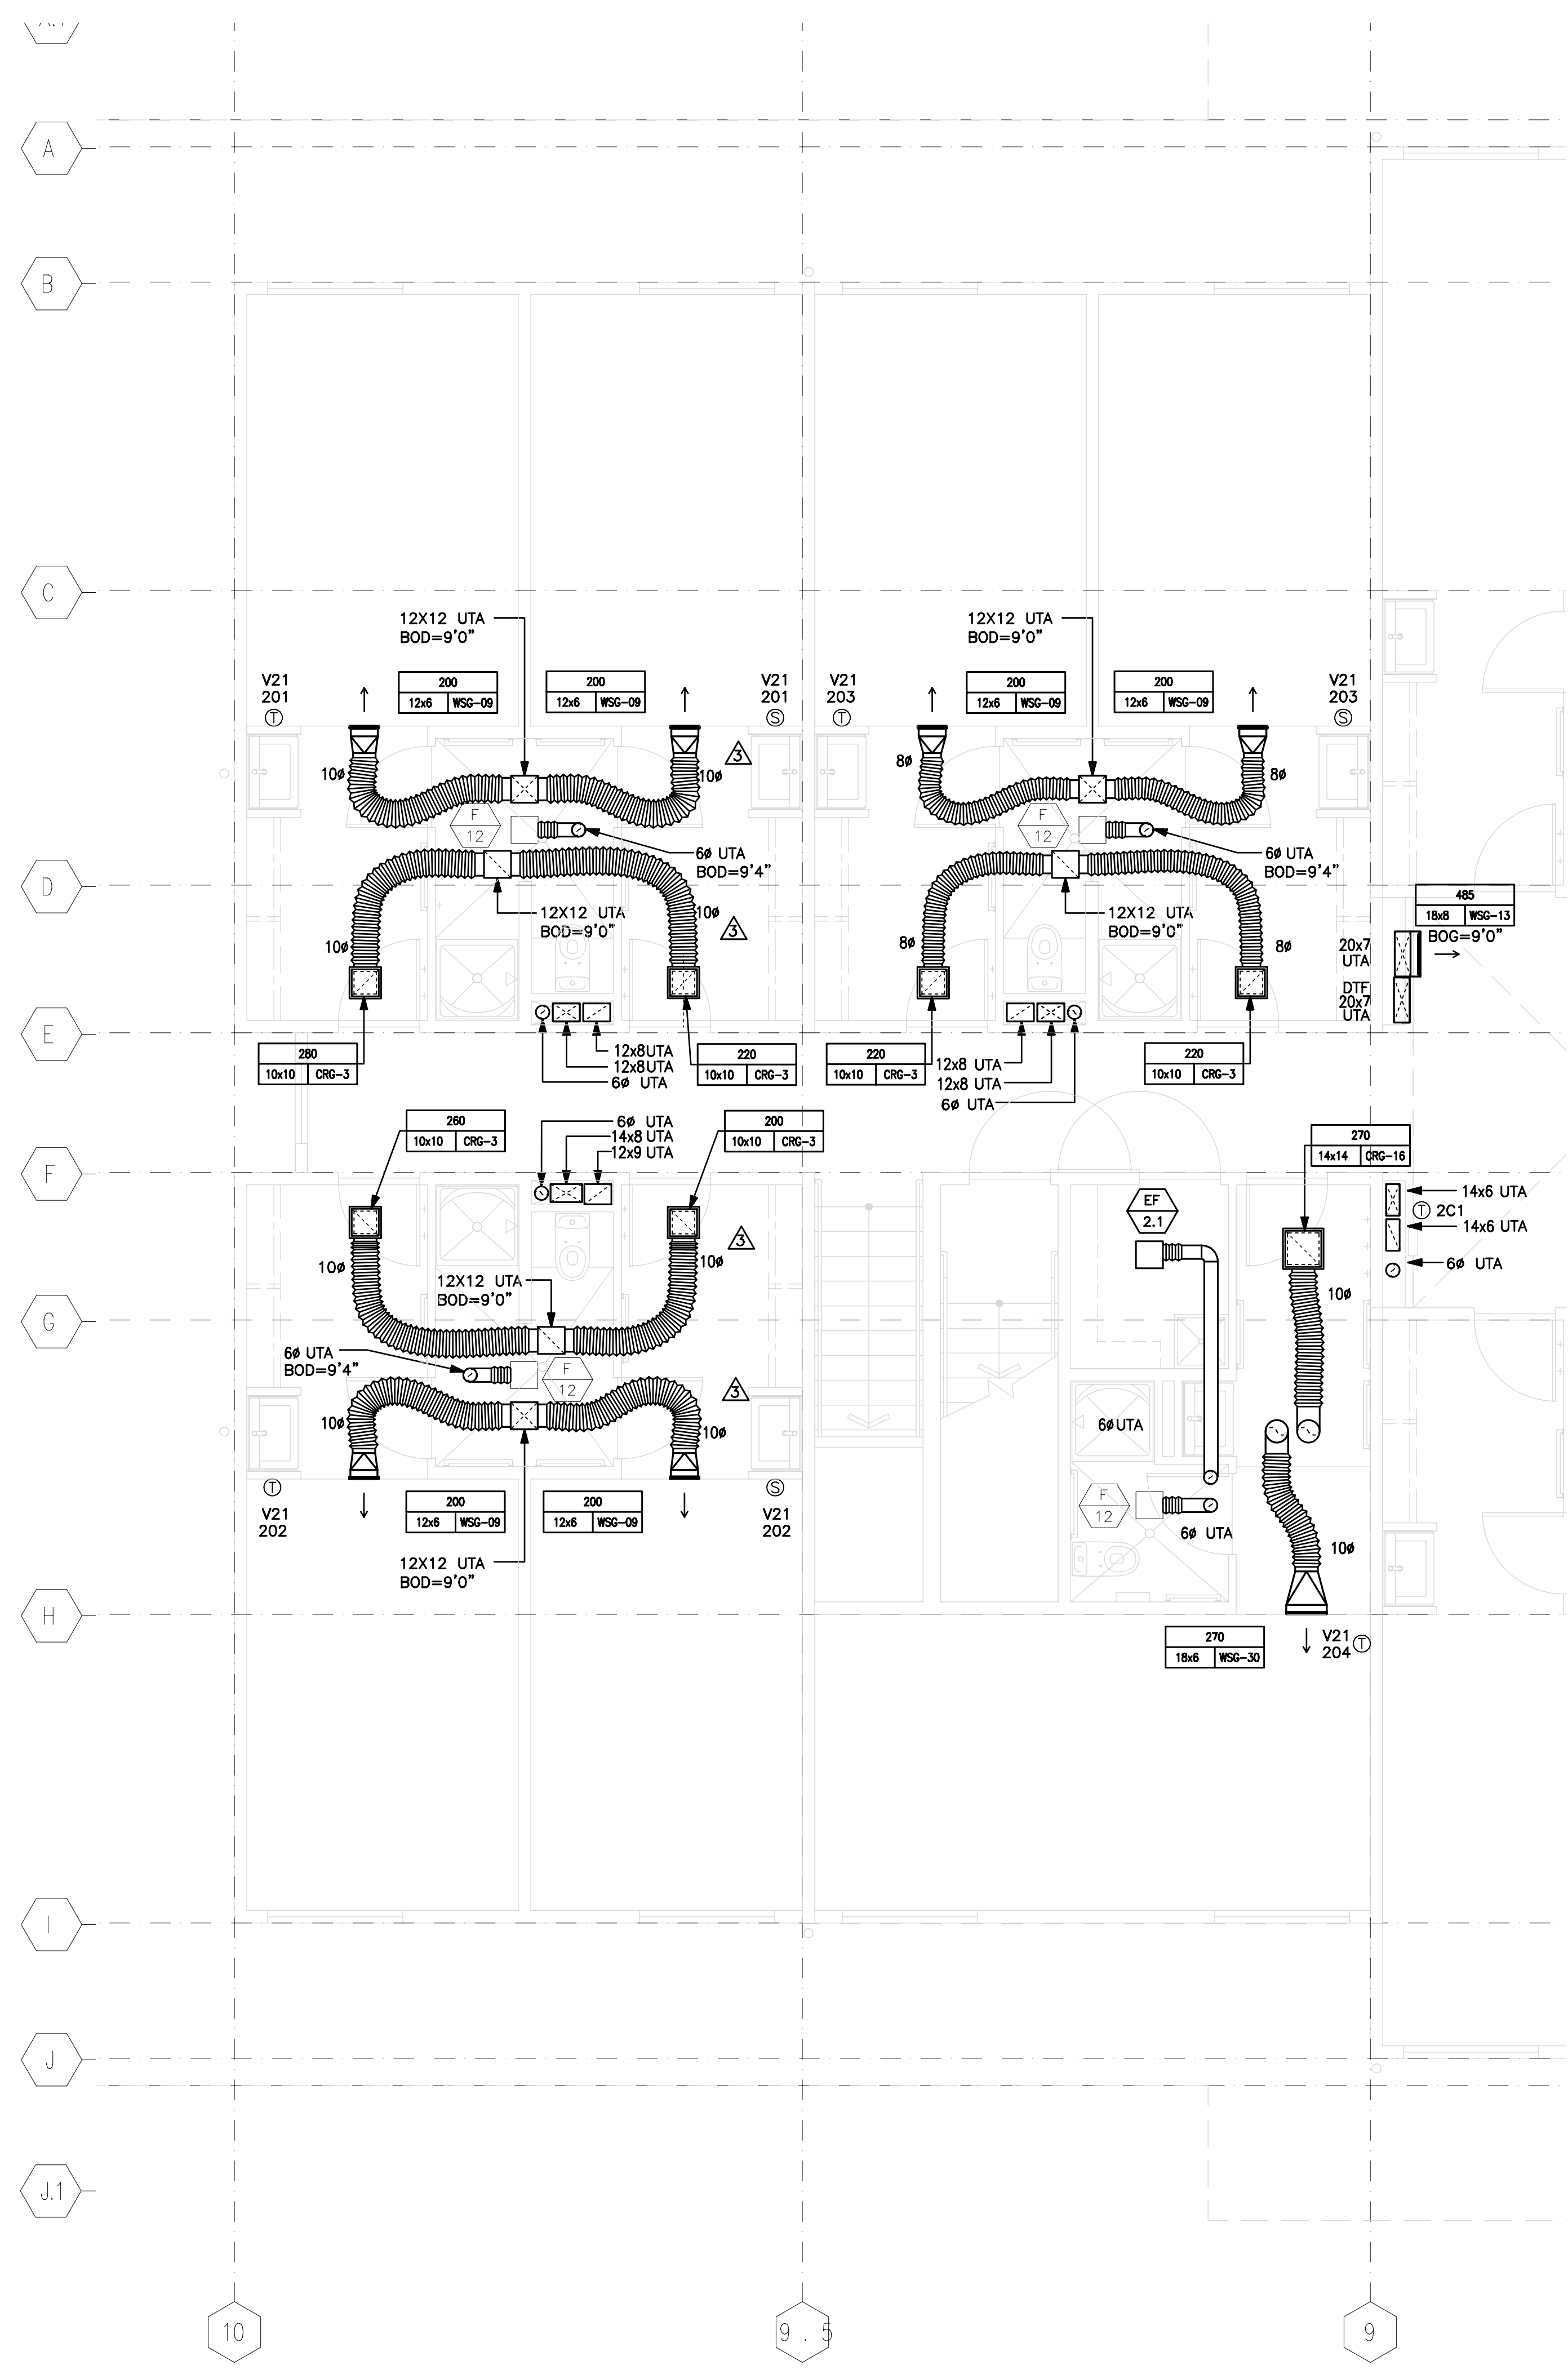 A
B
C
12X12 UTA
BOD=9'0"
12X12 UTA
BOD=9'0"
V21
201
T
200
12x6 WSG-09
200
12x6 WSG-09
V21
201
S
V21
203
T
200
12x6 WSG-09
200
12x6 WSG-09
V21
203
S
3
10ø
10ø
8ø
8ø
F
12
F
12
6ø UTA
BOD=9'4"
6ø UTA
BOD=9'4"
D
12X12 UTA
BOD=9'0"
10ø
10ø
3
12X12 UTA
BOD=9'0"
8ø
8ø
485
18x8 WSG-13
BOG=9'0"
20x7
UTA
DTF
20x7
UTA
E
280
10x10 CRG-3
12x8UTA
12x8UTA
6ø UTA
220
10x10 CRG-3
220
10x10 CRG-3
12x8 UTA
12x8 UTA
6ø UTA
220
10x10 CRG-3
260
10x10 CRG-3
6ø UTA
14x8 UTA
12x9 UTA
200
10x10 CRG-3
270
14x14 CRG-16
F
EF
2.1
14x6 UTA
T 2C1
14x6 UTA
6ø UTA
3
10ø
10ø
12X12 UTA
BOD=9'0"
10ø
G
6ø UTA
BOD=9'4"
F
12
3
10ø
10ø
6ø UTA
T
V21
202
200
12x6 WSG-09
200
12x6 WSG-09
S
V21
202
F
12
6ø UTA
10ø
12X12 UTA
BOD=9'0"
H
270
18x6 WSG-30
V21
204
T
I
J
J.1
10
9.5
9